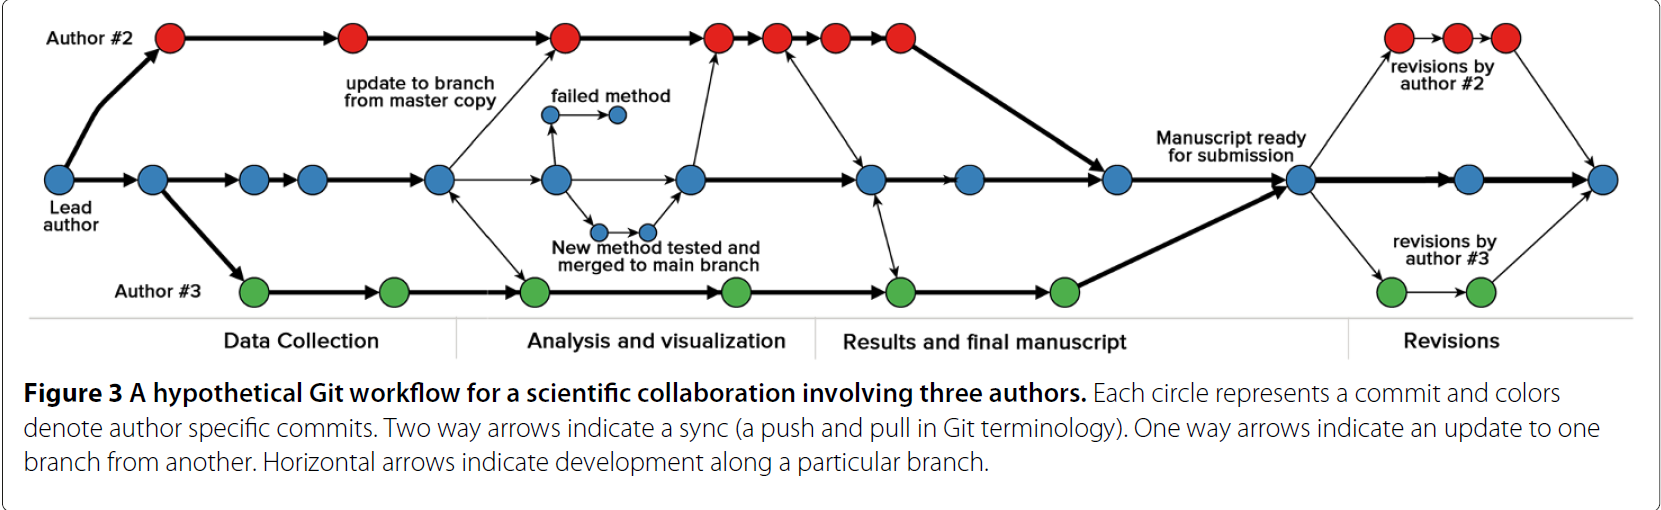 Author #2
update to branch
from master copy
failed method
Manuscript ready
for submission
revisions by
author #2
Lead
author
New method tested and
merged to main branch
revisions by
author #3
Author #3
Data Collection
Analysis and visualization
Results and final manuscript
Revisions
Figure 3 A hypothetical Git workflow for a scientific collaboration involving three authors. Each circle represents a commit and colors
denote author specific commits. Two way arrows indicate a sync (a push and pull in Git terminology). One way arrows indicate an update to one
branch from another. Horizontal arrows indicate development along a particular branch.